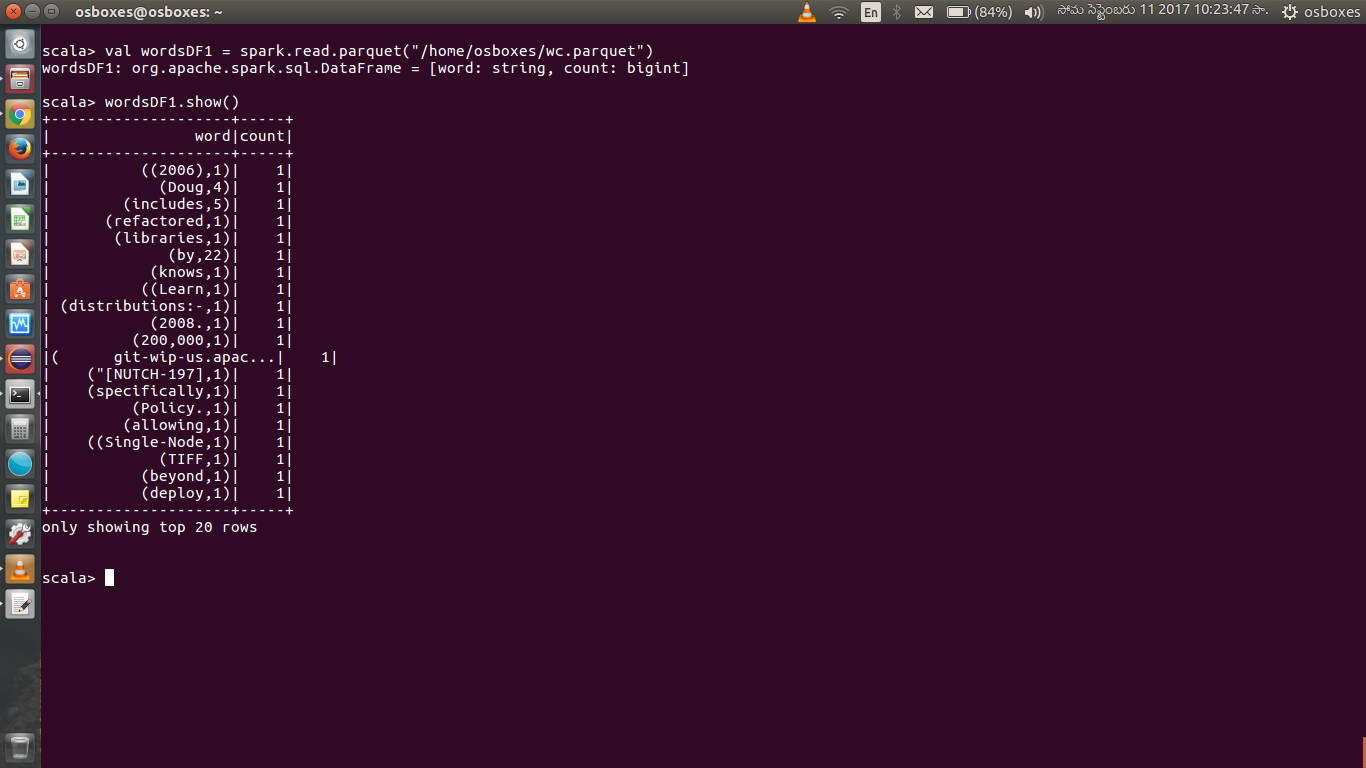 osboxes@osboxes: ~
En
(84%)
సోమ సెప్టెంబరు 11 2017 10:23:47 సా.
osboxes
scala> val wordsDF1 = spark.read.parquet("/home/osboxes/wc.parquet")
wordsDF1: org.apache.spark.sql.DataFrame = [word: string, count: bigint]
scala> wordsDF1.show()
+--------------------+-----+
|                word|count|
+--------------------+-----+
|          ((2006),1)|    1|
|            (Doug,4)|    1|
|        (includes,5)|    1|
|      (refactored,1)|    1|
|       (libraries,1)|    1|
|             (by,22)|    1|
|           (knows,1)|    1|
|          ((Learn,1)|    1|
| (distributions:-,1)|    1|
|           (2008.,1)|    1|
|         (200,000,1)|    1|
|(      git-wip-us.apac...|    1|
|    ("[NUTCH-197],1)|    1|
|    (specifically,1)|    1|
|         (Policy.,1)|    1|
|        (allowing,1)|    1|
|    ((Single-Node,1)|    1|
|            (TIFF,1)|    1|
|          (beyond,1)|    1|
|          (deploy,1)|    1|
+--------------------+-----+
only showing top 20 rows
scala>